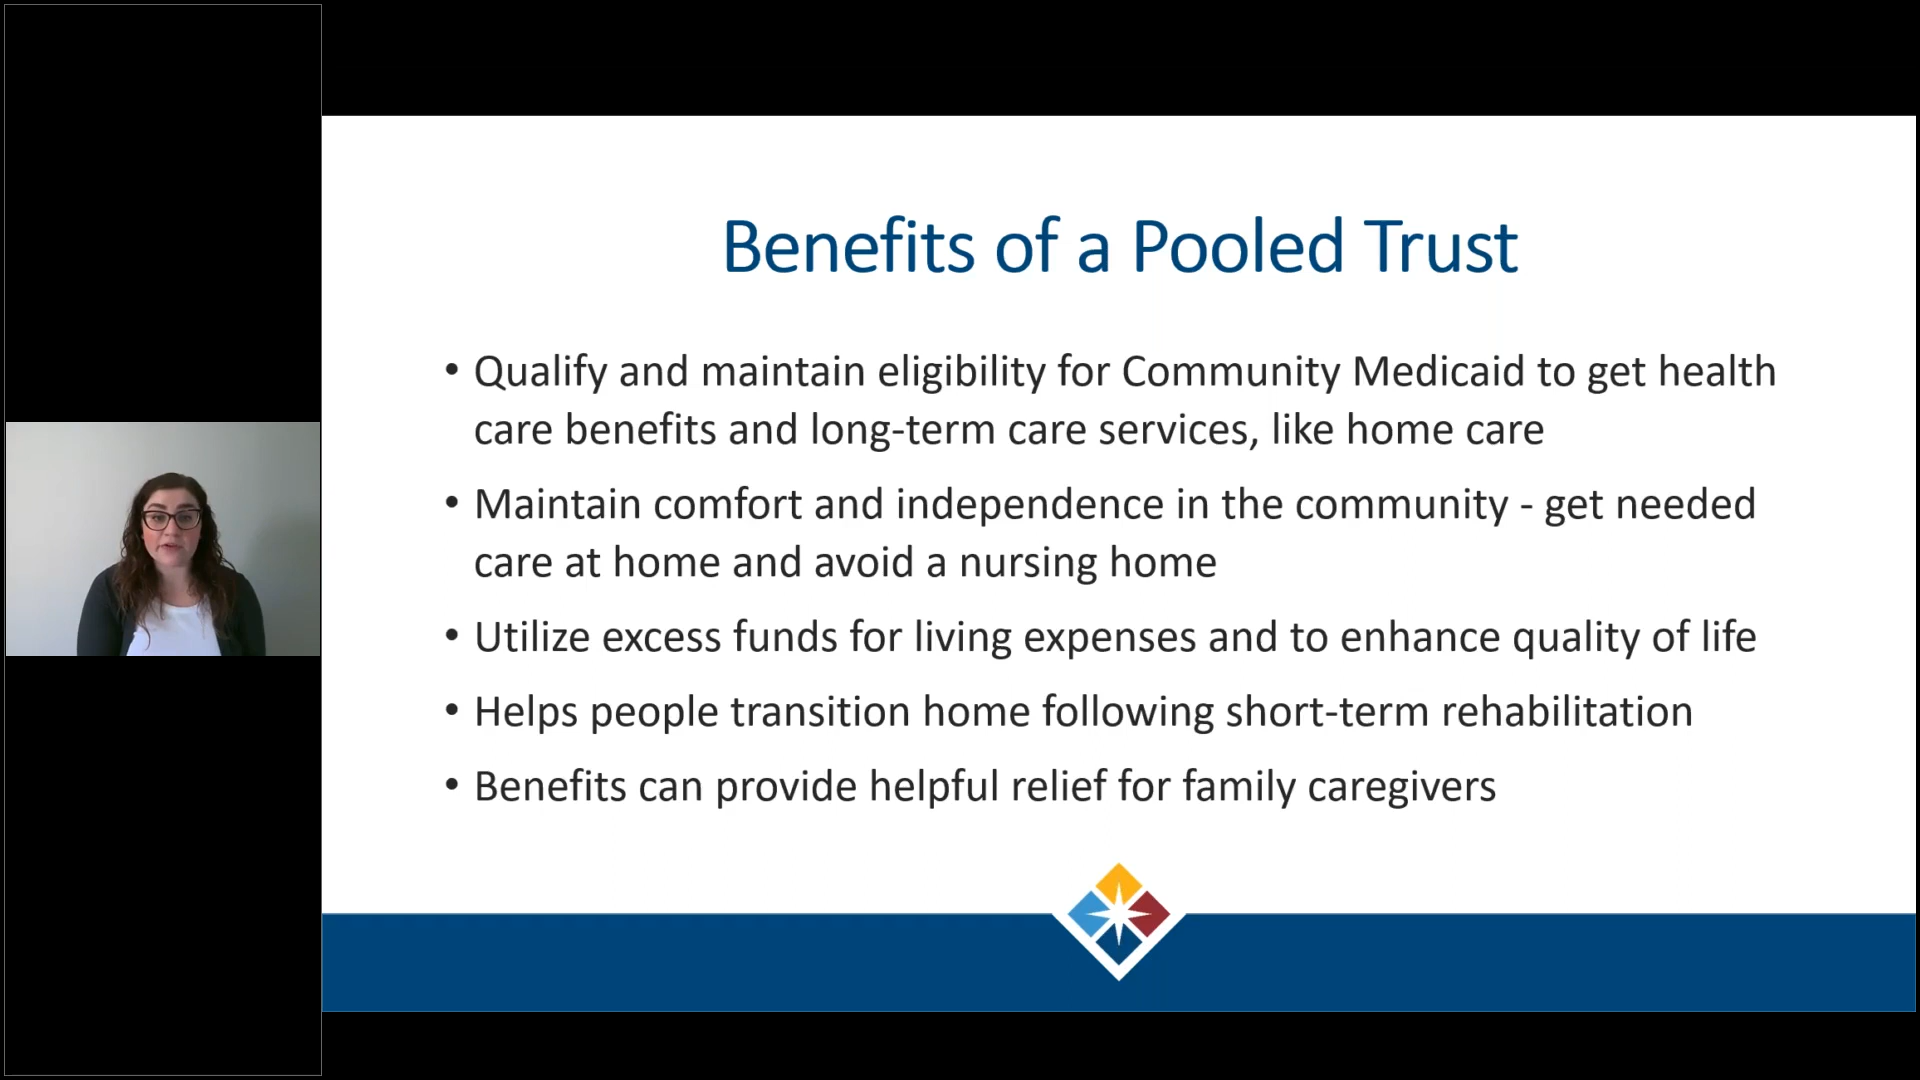 Benefits of a Pooled Trust
• Qualify and maintain eligibility for Community Medicaid to get health
care benefits and long-term care services, like home care
• Maintain comfort and independence in the community - get needed
care at home and avoid a nursing home
• Utilize excess funds for living expenses and to enhance quality of life
• Helps people transition home following short-term rehabilitation
• Benefits can provide helpful relief for family caregivers